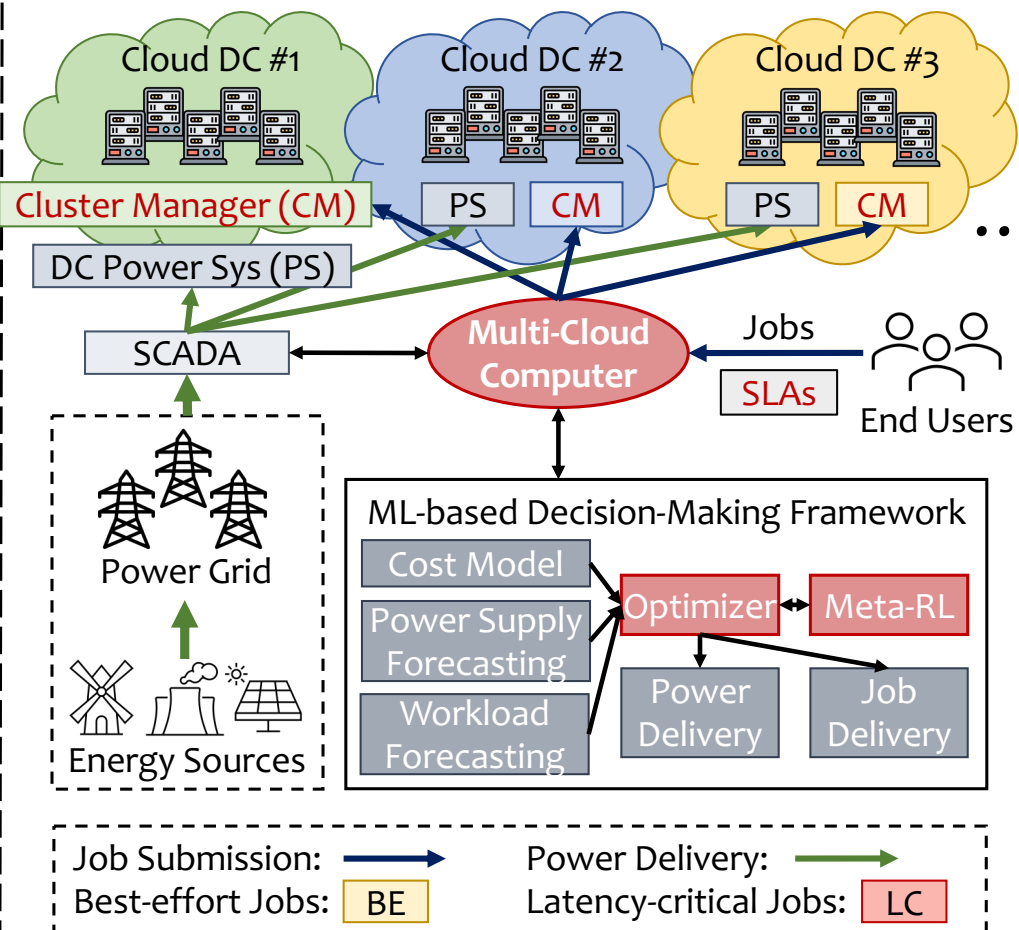 Cloud DC #1
Cloud DC #2
Cloud DC #3
Cluster Manager (CM)
PS
CM
PS
CM
DC Power Sys (PS)
..
SCADA
Multi-Cloud
Computer
Jobs
SLAs
End Users
Power Grid
Energy Sources
ML-based Decision-Making Framework
Cost Model
Power Supply
Forecasting
Workload
Forecasting
Optimizer
Meta-RL
Power
Delivery
Job
Delivery
Job Submission:
Power Delivery:
Best-effort Jobs: BE
Latency-critical Jobs: LC